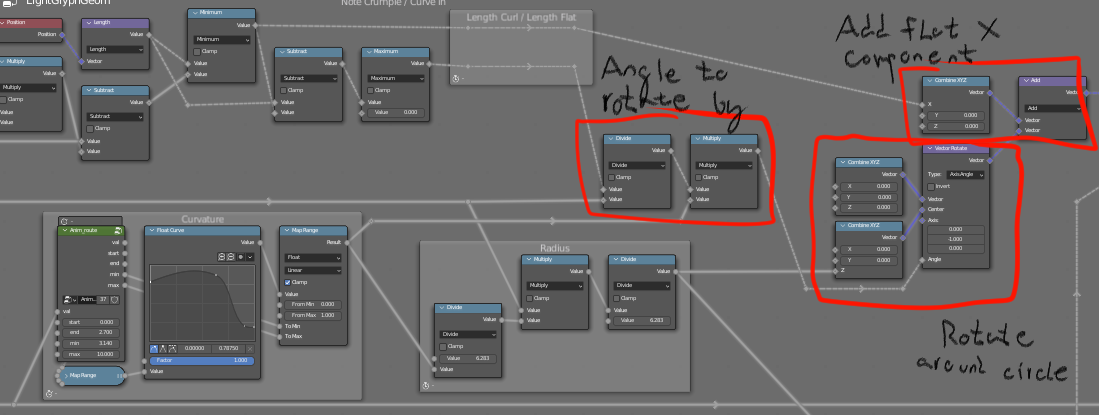 LightGlyphGeom
Note Crumple / Curve in
Position
Position
Length
Value
Length
Vector
Minimum
Value
Minimum
Clamp
Value
Value
Multiply
Value
Multiply
Clamp
Value
Value
Subtract
Value
Subtract
Clamp
Value
Value
Subtract
Value
Subtract
Clamp
Value
Value
Maximum
Value
Maximum
Clamp
Value
Value 0.000
Length Curl / Length Flat
Angle to
rotate by
Divide
Value
Divide
Clamp
Value
Value
Multiply
Value
Multiply
Clamp
Value
Value
Add flat X
component
Combine XYZ
Vector
X
Y 0.000
Z 0.000
Add
Vector
Add
Vector
Vector
Combine XYZ
Vector
X 0.000
Y 0.000
Z 0.000
Combine XYZ
Vector
X 0.000
Y 0.000
Z
Vector Rotate
Vector
Type: Axis Angle
Invert
Vector
Center
Axis
0.000
-1.000
0.000
Angle
Rotate
around circle
Curvature
Anim_route
val
start
end
min
max
Anim.. 37
val
start 0.000
end 2.700
min 3.140
max 10.000
Map Range
Float Curve
Value
0.00000 0.78750
Factor 1.000
Value
Map Range
Result
Float
Linear
Clamp
Value
From Min 0.000
From Max 1.000
To Min
To Max
Radius
Divide
Value
Divide
Clamp
Value 6.283
Value
Multiply
Value
Multiply
Clamp
Value
Value
Divide
Value
Divide
Clamp
Value
Value 6.283